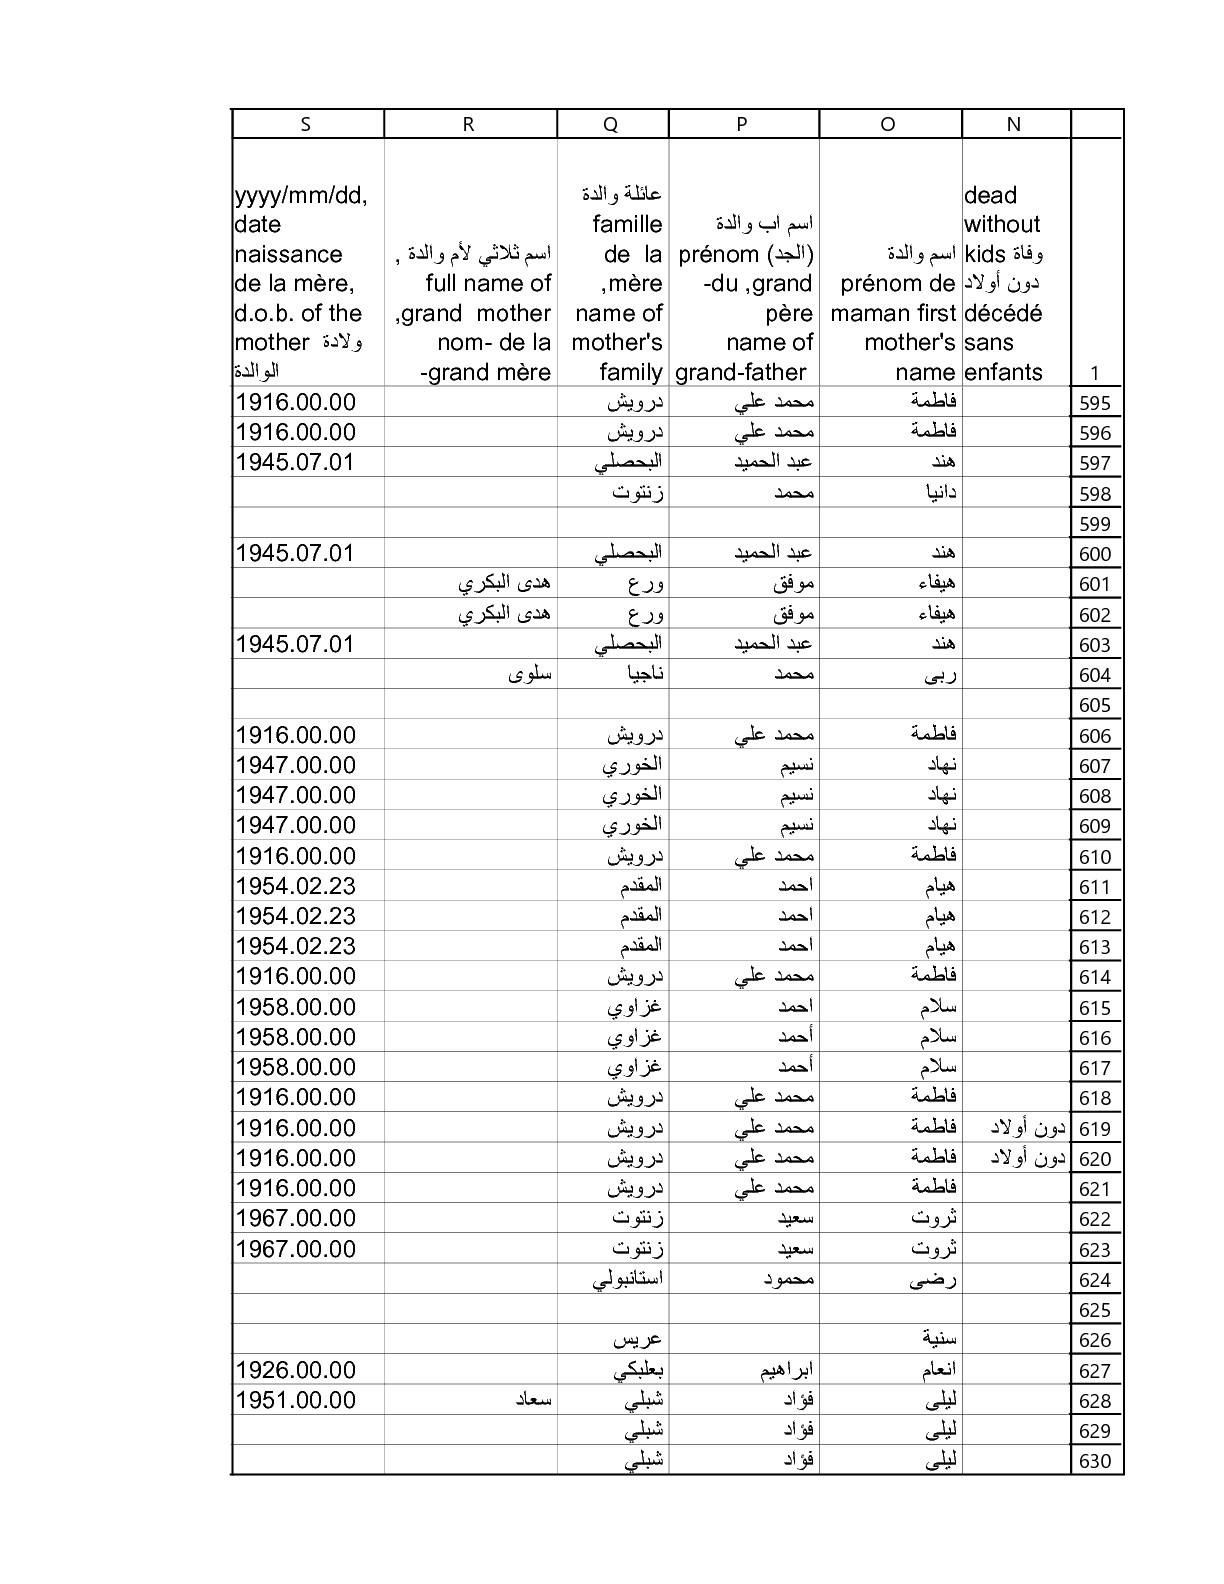 S R Q P O N
yyyy/mm/dd, date naissance de la mère, d.o.b. of the mother ولادة الوالدة
اسم ثلاثي لأم والدة , full name of grand mother, nom- de la grand mère-
عائلة والدة famille de la mère, name of mother's family
اسم اب والدة (الجد) prénom du- ,grand père name of grand-father
اسم والدة prénom de maman first mother's name
dead without kids وفاة دون أولاد décédé sans enfants
1
1916.00.00 درويش محمد علي فاطمة 595
1916.00.00 درويش محمد علي فاطمة 596
1945.07.01 البحصلي عبد الحميد هند 597
زنتوت محمد دانيا 598
599
1945.07.01 البحصلي عبد الحميد هند 600
هدى البكري ورع موفق هيفاء 601
هدى البكري ورع موفق هيفاء 602
1945.07.01 البحصلي عبد الحميد هند 603
سلوى ناجيا محمد ربى 604
605
1916.00.00 درويش محمد علي فاطمة 606
1947.00.00 الخوري نسيم نهاد 607
1947.00.00 الخوري نسيم نهاد 608
1947.00.00 الخوري نسيم نهاد 609
1916.00.00 درويش محمد علي فاطمة 610
1954.02.23 المقدم احمد هيام 611
1954.02.23 المقدم احمد هيام 612
1954.02.23 المقدم احمد هيام 613
1916.00.00 درويش محمد علي فاطمة 614
1958.00.00 غزاوي احمد سلام 615
1958.00.00 غزاوي أحمد سلام 616
1958.00.00 غزاوي أحمد سلام 617
1916.00.00 درويش محمد علي فاطمة 618
1916.00.00 درويش محمد علي فاطمة دون أولاد 619
1916.00.00 درويش محمد علي فاطمة دون أولاد 620
1916.00.00 درويش محمد علي فاطمة 621
1967.00.00 زنتوت سعيد ثروت 622
1967.00.00 زنتوت سعيد ثروت 623
استانبولي محمود رضى 624
625
عريس سنية 626
1926.00.00 بعلبكي ابراهيم انعام 627
1951.00.00 سعاد شبلي فؤاد ليلى 628
شبلي فؤاد ليلى 629
شبلي فؤاد ليلى 630